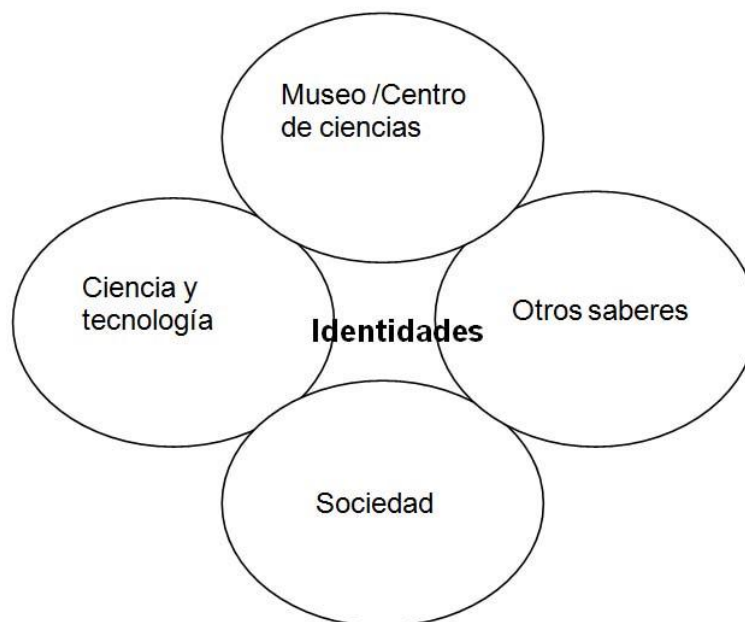 Museo /Centro
de ciencias
Ciencia y
tecnología
Identidades
Otros saberes
Sociedad